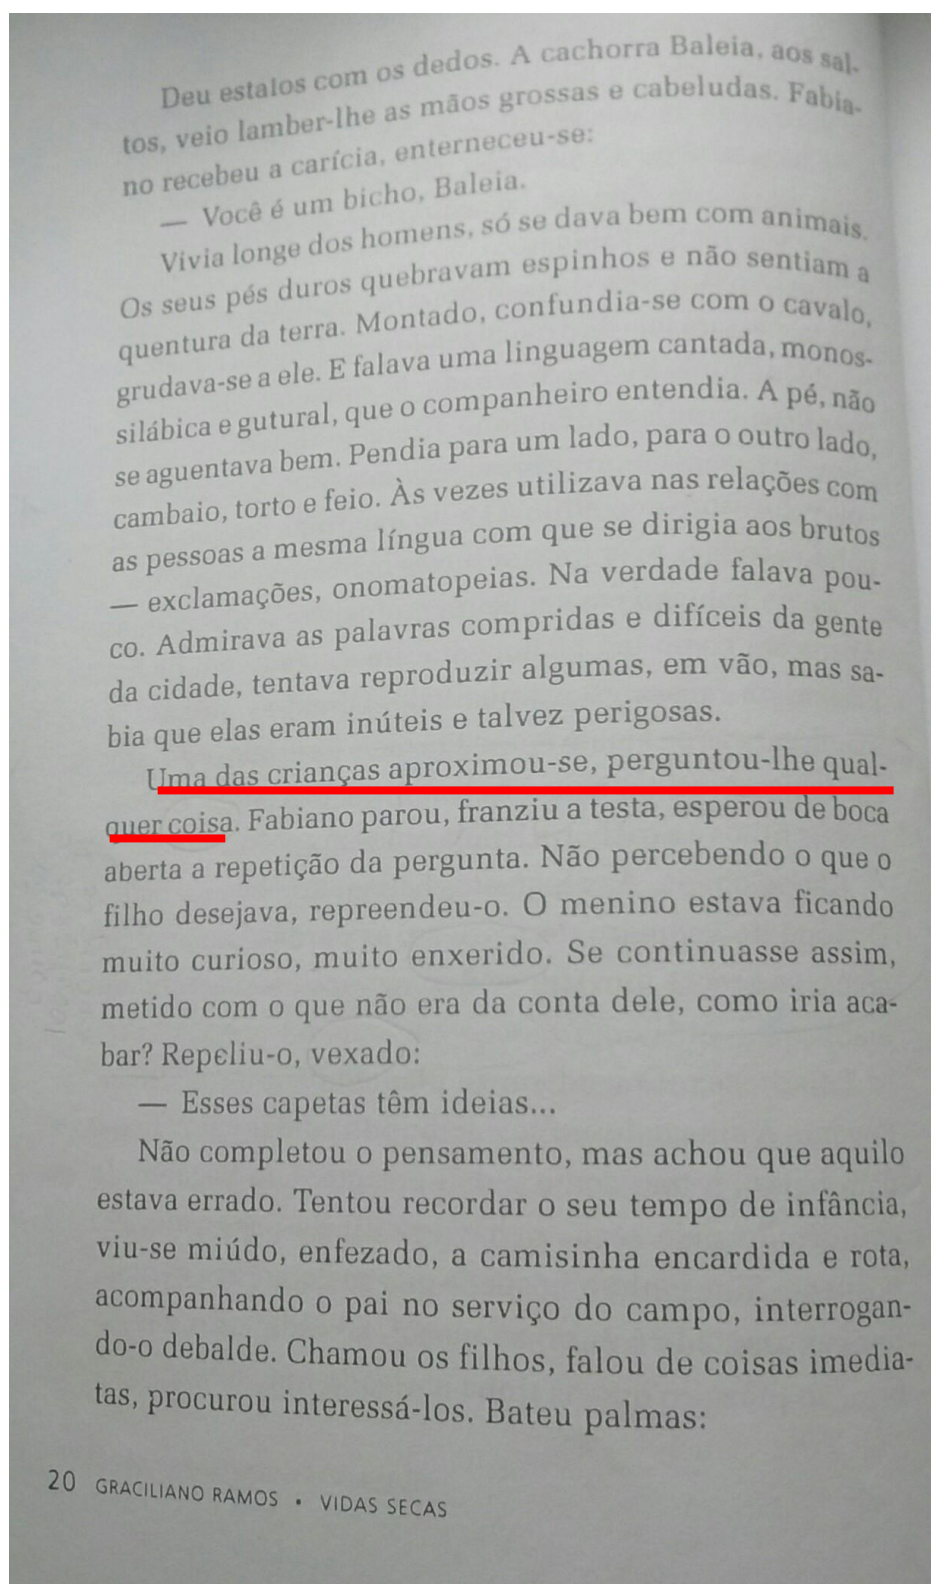 Deu estalos com os dedos. A cachorra Baleia, aos sal-
tos, veio lamber-lhe as mãos grossas e cabeludas. Fabia-
no recebeu a carícia, enterneceu-se:
— Você é um bicho, Baleia.
Vivia longe dos homens, só se dava bem com animais.
Os seus pés duros quebravam espinhos e não sentiam a
quentura da terra. Montado, confundia-se com o cavalo,
grudava-se a ele. E falava uma linguagem cantada, monos-
silábica e gutural, que o companheiro entendia. A pé, não
se aguentava bem. Pendia para um lado, para o outro lado,
cambaio, torto e feio. Às vezes utilizava nas relações com
as pessoas a mesma língua com que se dirigia aos brutos
— exclamações, onomatopeias. Na verdade falava pou-
co. Admirava as palavras compridas e difíceis da gente
da cidade, tentava reproduzir algumas, em vão, mas sa-
bia que elas eram inúteis e talvez perigosas.
Uma das crianças aproximou-se, perguntou-lhe qual-
quer coisa. Fabiano parou, franziu a testa, esperou de boca
aberta a repetição da pergunta. Não percebendo o que o
filho desejava, repreendeu-o. O menino estava ficando
muito curioso, muito enxerido. Se continuasse assim,
metido com o que não era da conta dele, como iria aca-
bar? Repeliu-o, vexado:
— Esses capetas têm ideias...
Não completou o pensamento, mas achou que aquilo
estava errado. Tentou recordar o seu tempo de infância,
viu-se miúdo, enfezado, a camisinha encardida e rota,
acompanhando o pai no serviço do campo, interrogan-
do-o debalde. Chamou os filhos, falou de coisas imedia-
tas, procurou interessá-los. Bateu palmas:
20 GRACILIANO RAMOS ▪ VIDAS SECAS